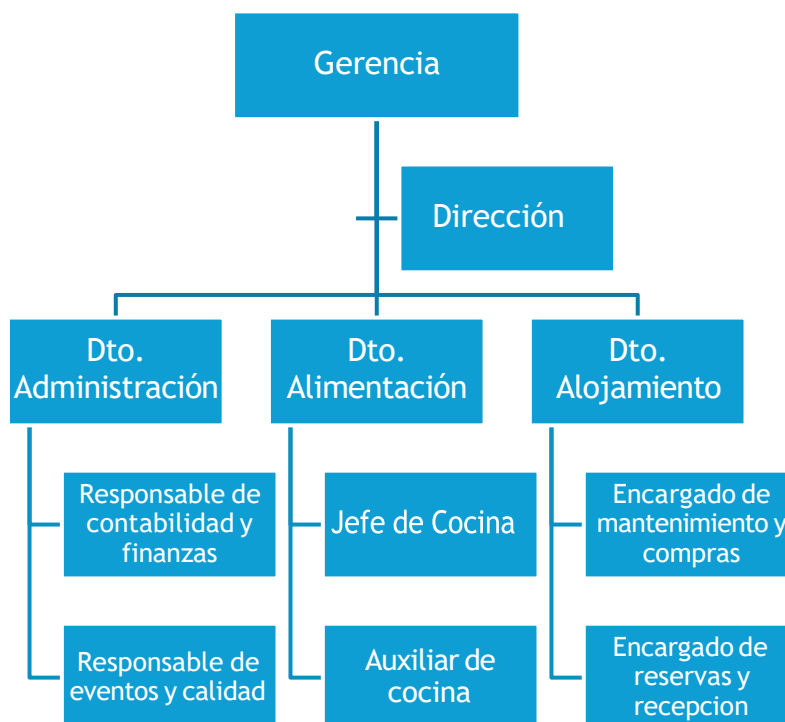 Gerencia
Dirección
Dto.
Administración
Dto.
Alimentación
Dto.
Alojamiento
Responsable de
contabilidad y
finanzas
Jefe de Cocina
Encargado de
mantenimiento y
compras
Responsable de
eventos y calidad
Auxiliar de
cocina
Encargado de
reservas y
recepcion